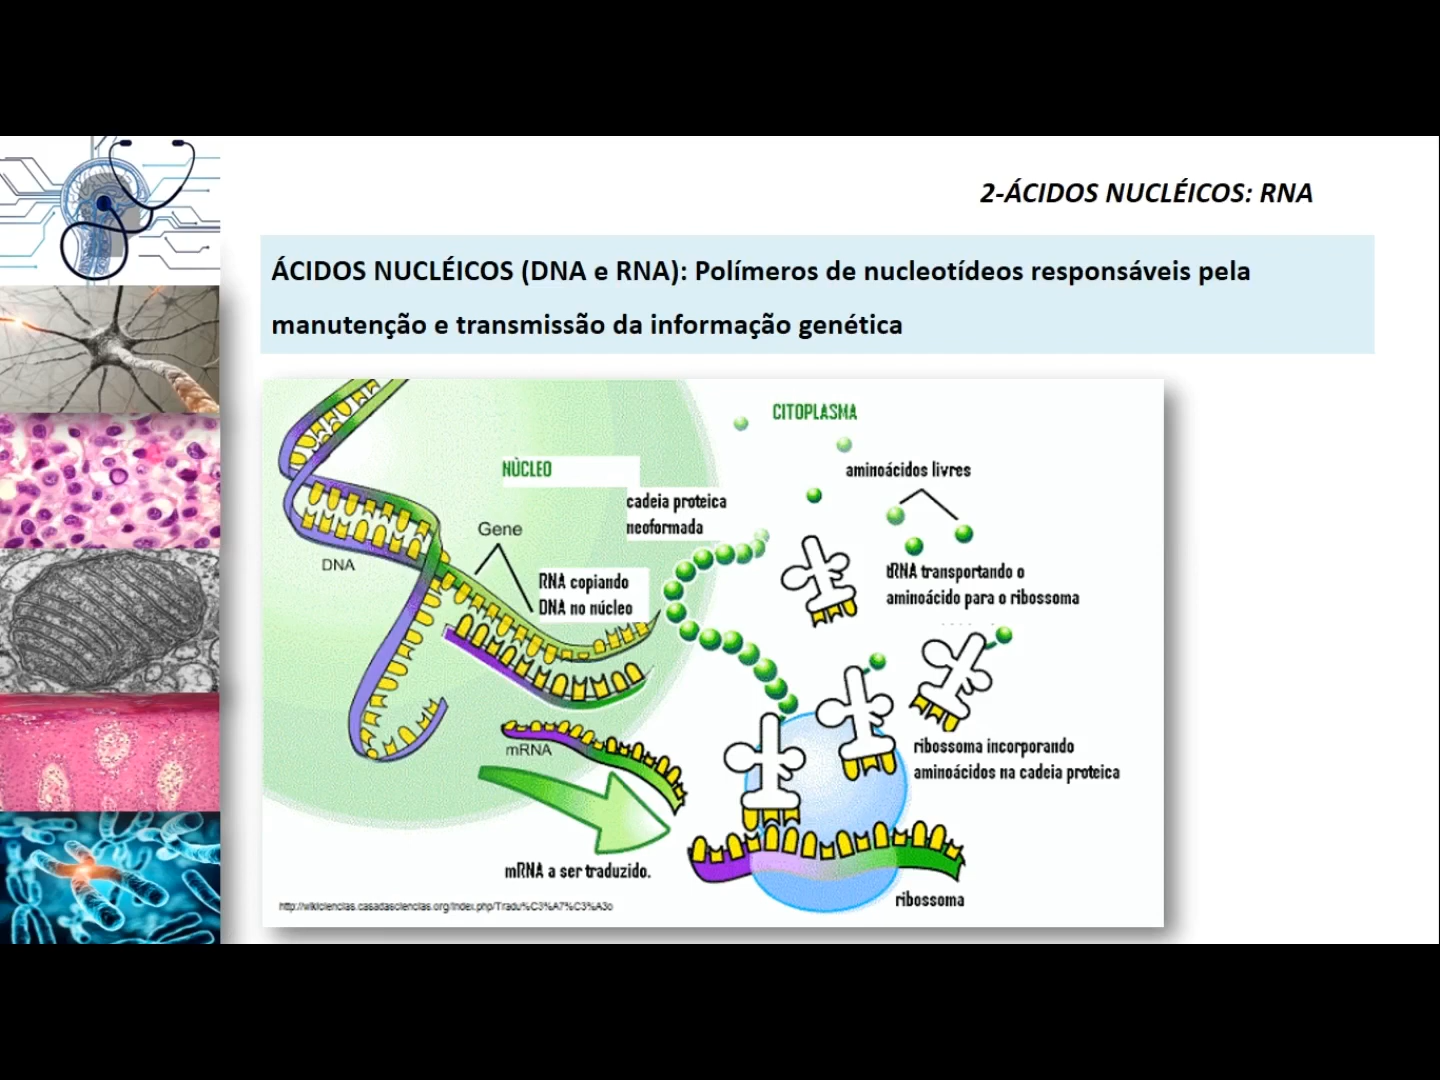 2-ÁCIDOS NUCLÉICOS: RNA
ÁCIDOS NUCLÉICOS (DNA e RNA): Polímeros de nucleotídeos responsáveis pela
manutenção e transmissão da informação genética
CITOPLASMA
NÙCLEO
aminoácidos livres
cadeia proteica
neoformada
Gene
DNA
RNA copiando
DNA no núcleo
tRNA transportando o
aminoácido para o ribossoma
mRNA
ribossoma incorporando
aminoácidos na cadeia proteica
mRNA a ser traduzido.
ribossoma
http://wikiciencias.casadasciencias.org/index.php/Tradu%C3%A7%C3%A3o